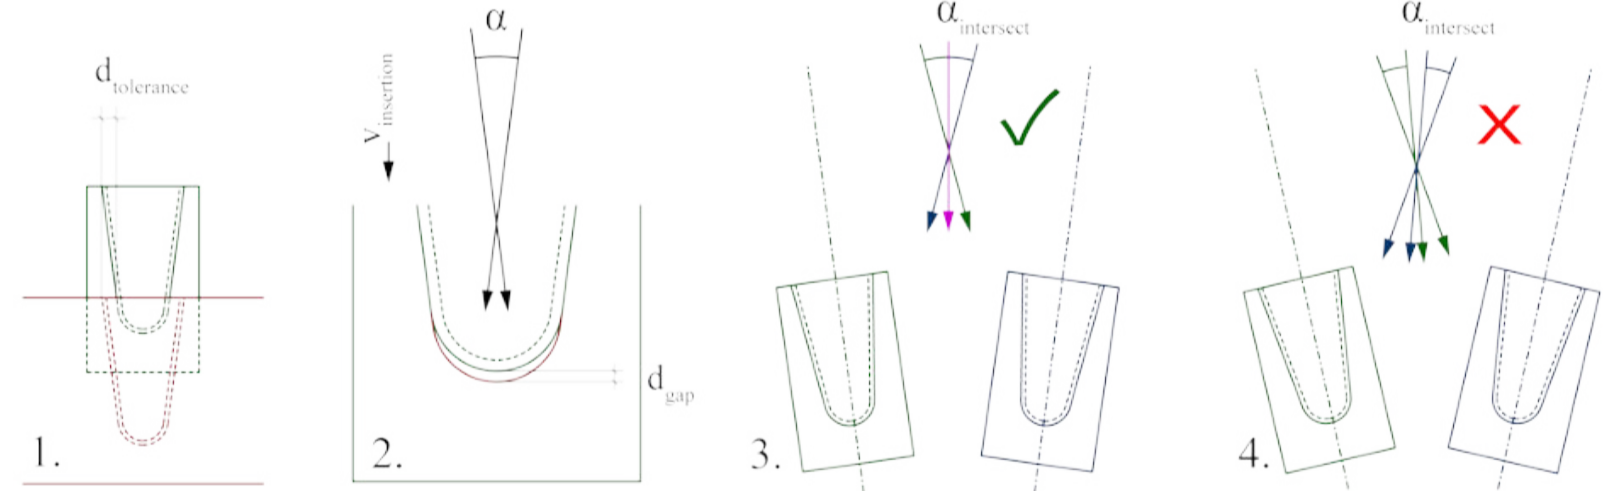 d tolerance
1.
v insertion
α
d gap
2.
α intersect
3.
α intersect
4.